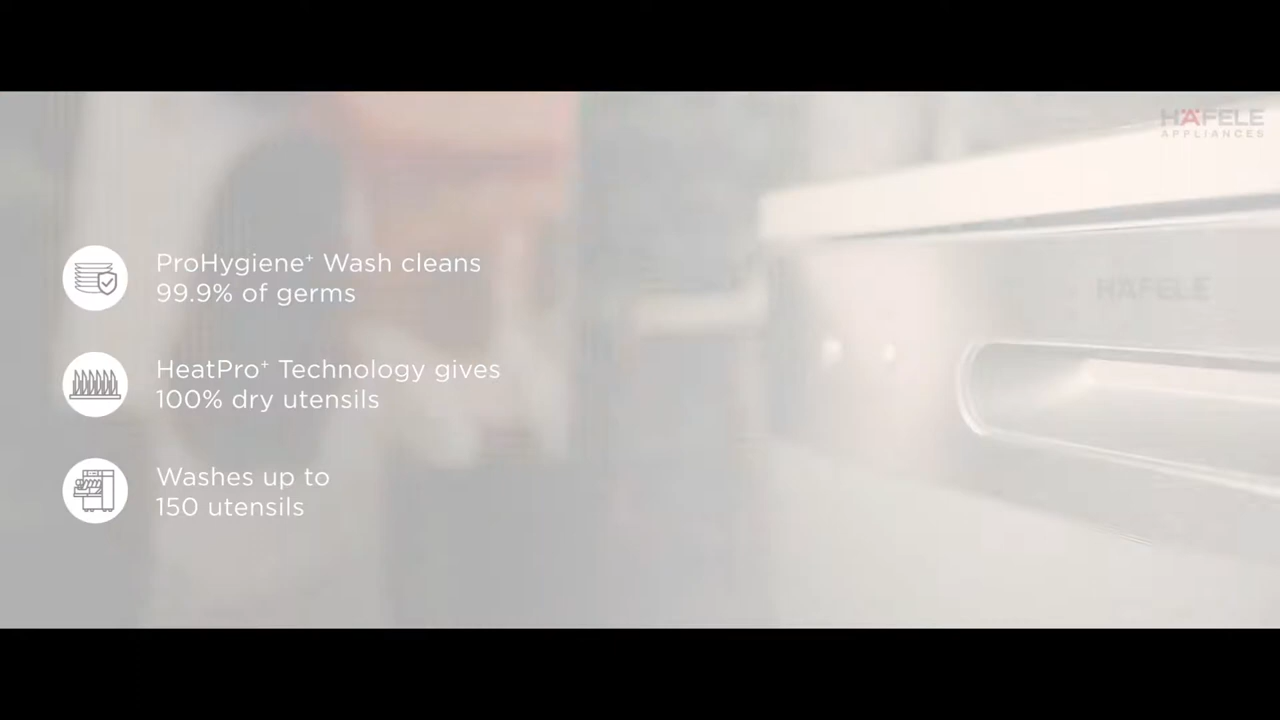 HÄFELE
APPLIANCES
HÄFELE
ProHygiene⁺ Wash cleans
99.9% of germs
HeatPro⁺ Technology gives
100% dry utensils
Washes up to
150 utensils